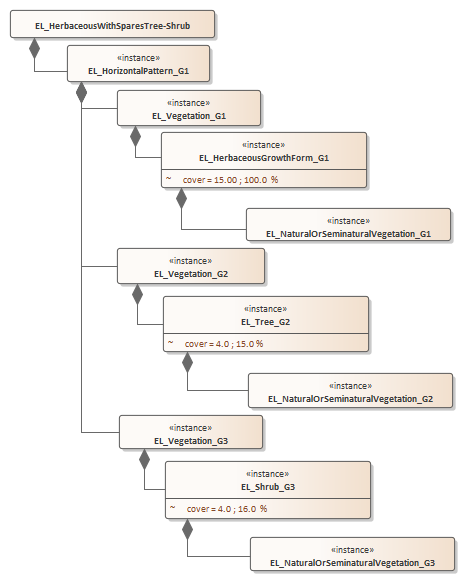 EL_HerbaceousWithSparesTree-Shrub
«instance»
EL_HorizontalPattern_G1
«instance»
EL_Vegetation_G1
«instance»
EL_HerbaceousGrowthForm_G1
~ cover = 15.00 ; 100.0 %
«instance»
EL_NaturalOrSeminaturalVegetation_G1
«instance»
EL_Vegetation_G2
«instance»
EL_Tree_G2
~ cover = 4.0 ; 15.0 %
«instance»
EL_NaturalOrSeminaturalVegetation_G2
«instance»
EL_Vegetation_G3
«instance»
EL_Shrub_G3
~ cover = 4.0 ; 16.0 %
«instance»
EL_NaturalOrSeminaturalVegetation_G3